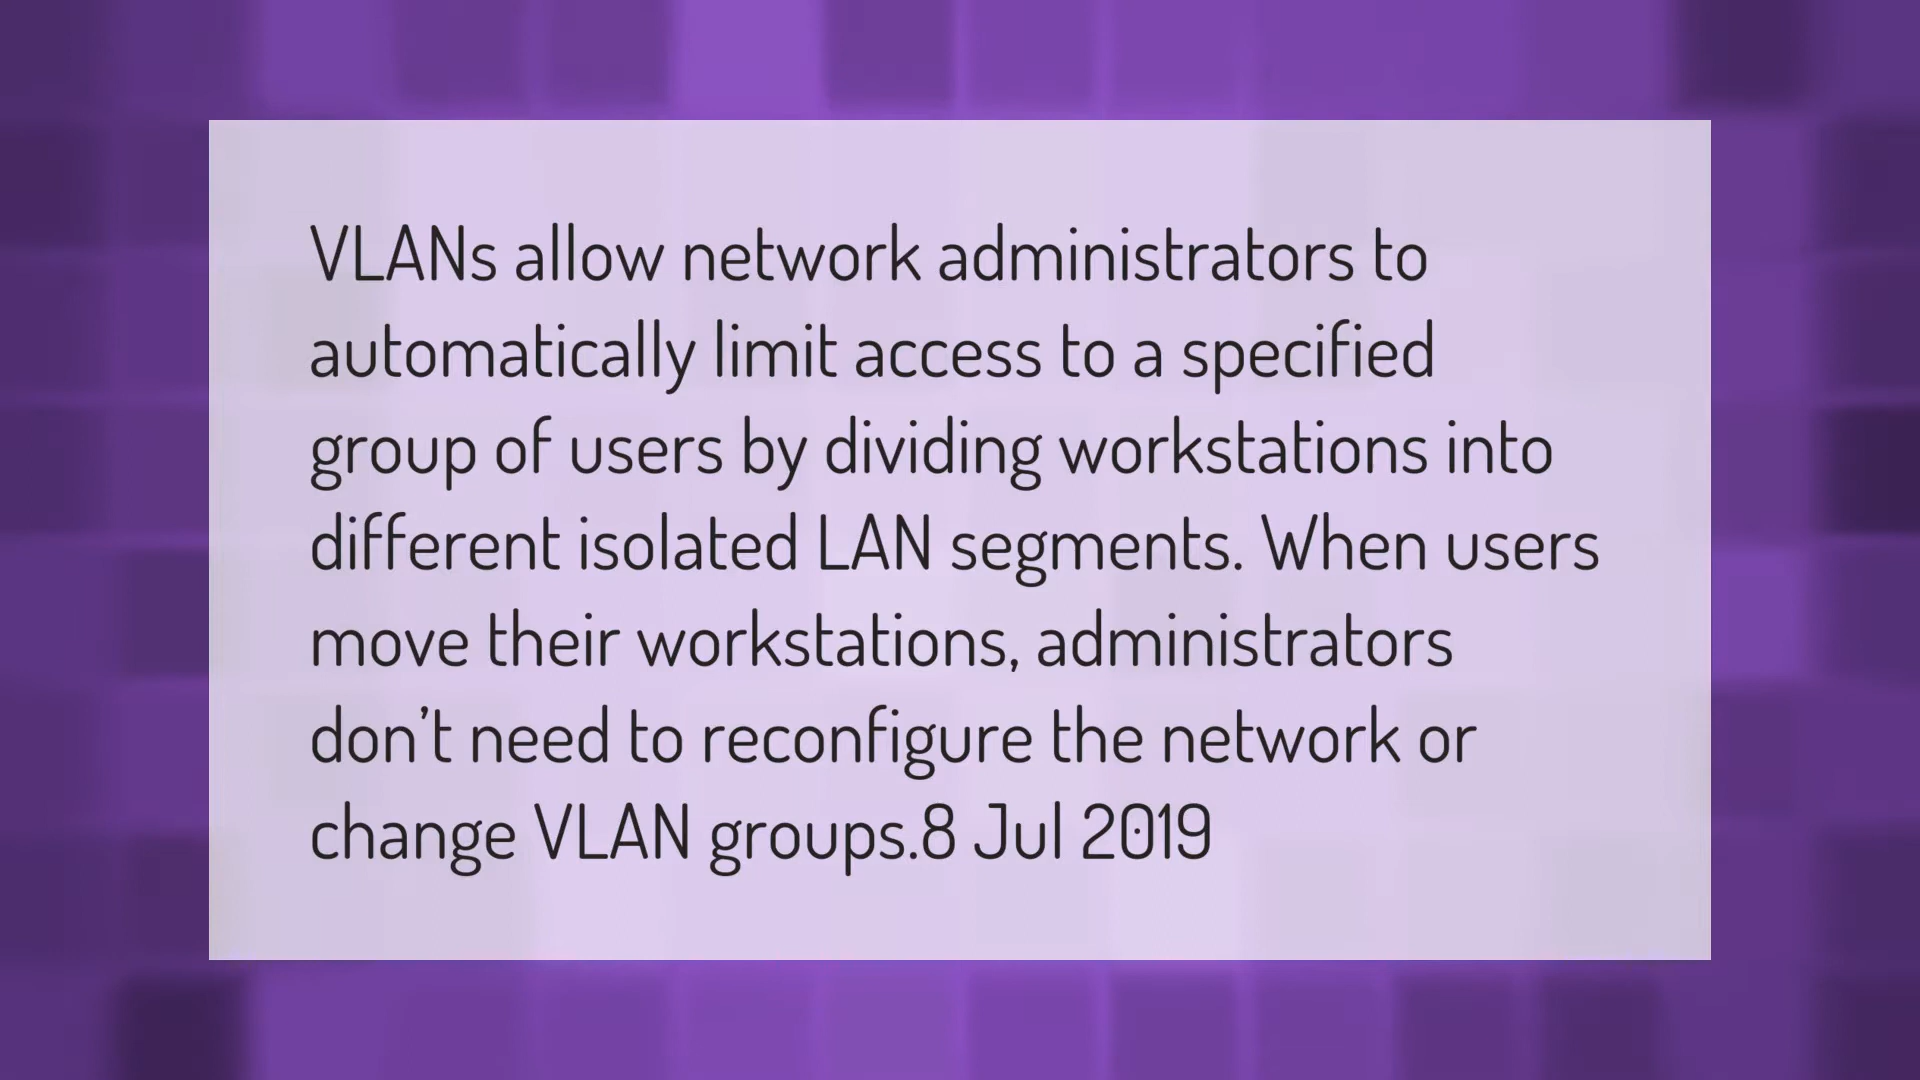 VLANs allow network administrators to
automatically limit access to a specified
group of users by dividing workstations into
different isolated LAN segments. When users
move their workstations, administrators
don’t need to reconfigure the network or
change VLAN groups.8 Jul 2019